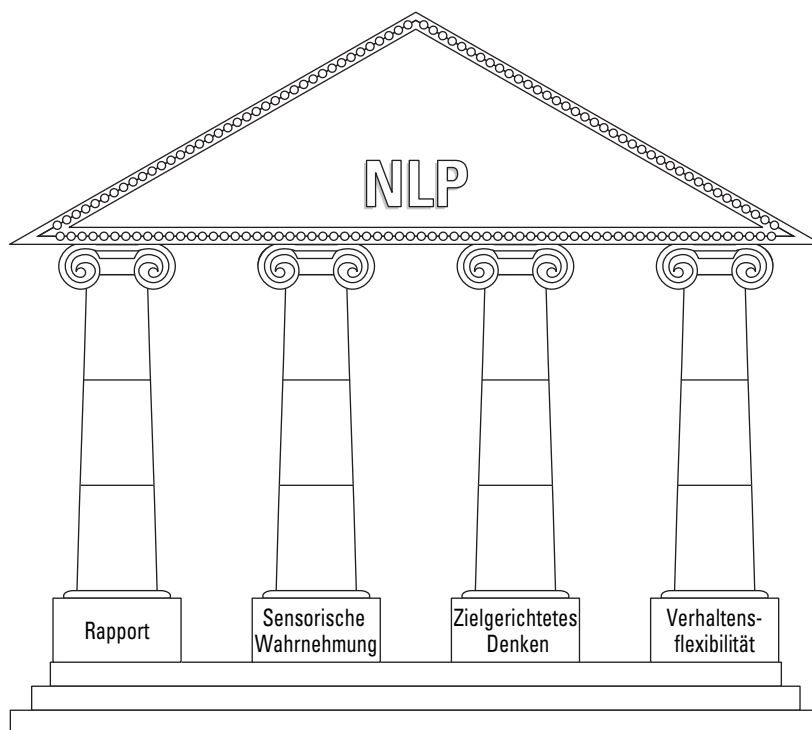 NLP
Rapport
Sensorische
Wahrnehmung
Zielgerichtetes
Denken
Verhaltens-
flexibilität